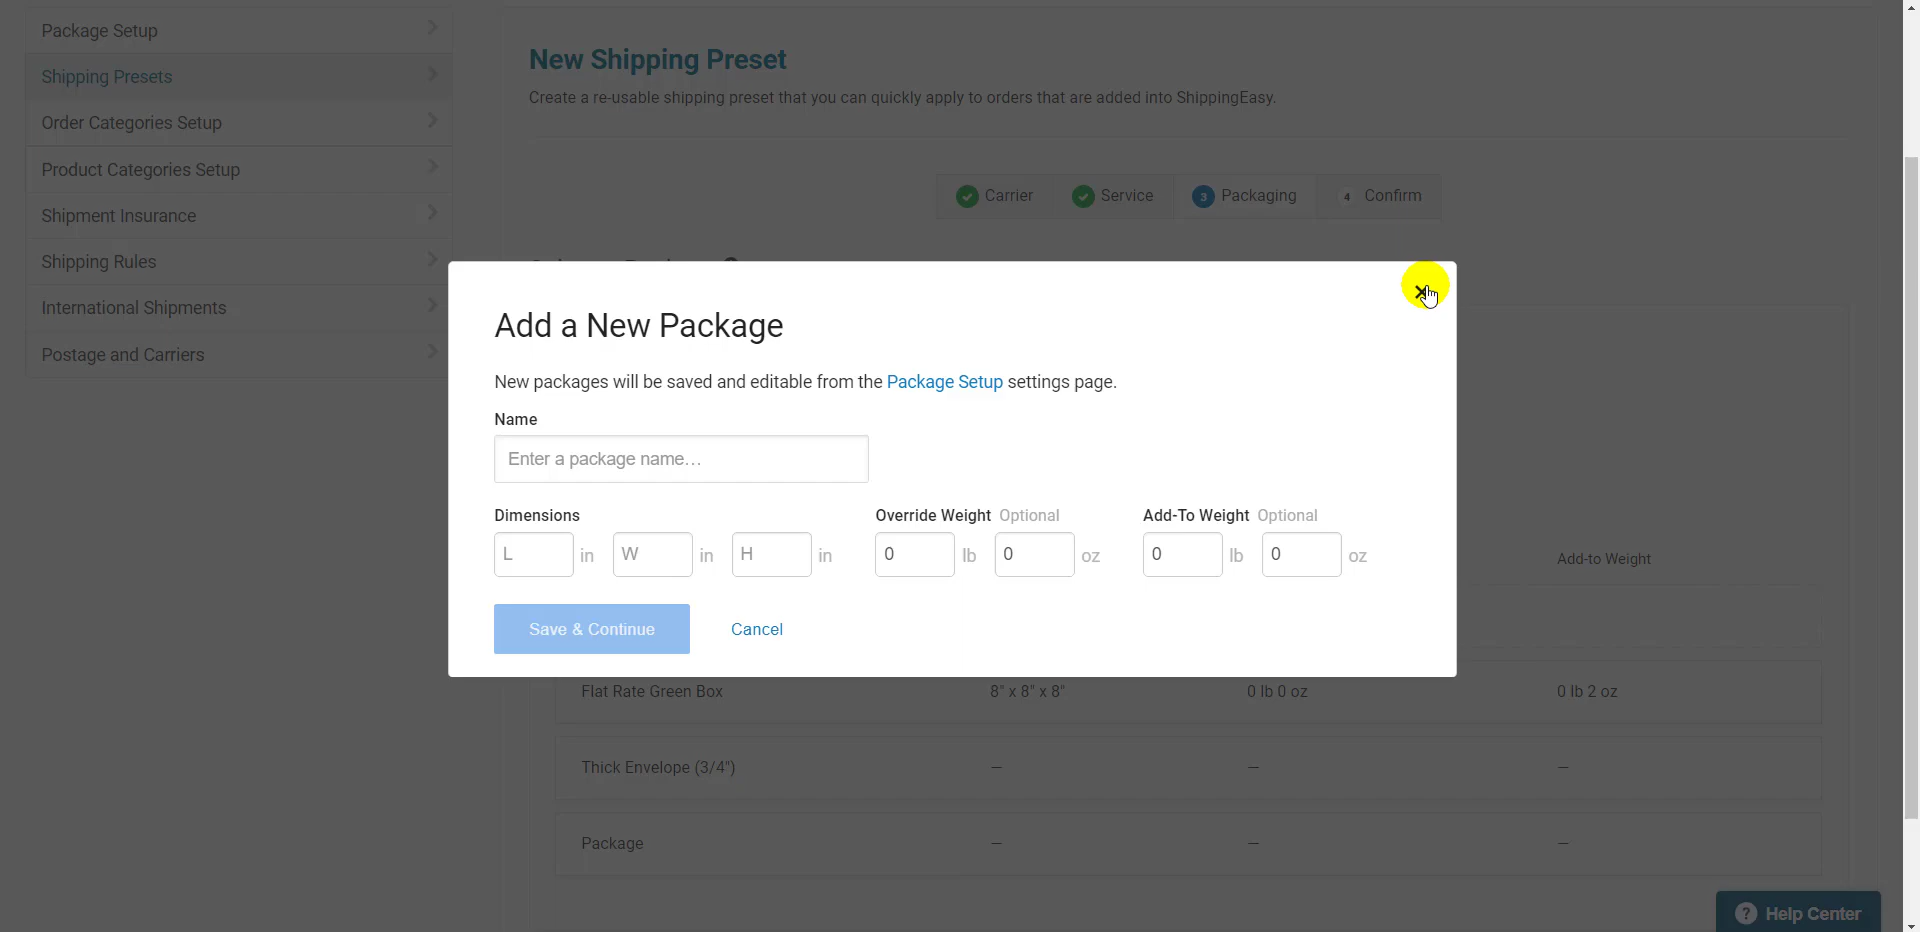 Package Setup
Shipping Presets
Order Categories Setup
Product Categories Setup
Shipment Insurance
Shipping Rules
International Shipments
Postage and Carriers
New Shipping Preset
Create a re-usable shipping preset that you can quickly apply to orders that are added into ShippingEasy.
Carrier Service 3 Packaging 4 Confirm
Add a New Package
New packages will be saved and editable from the Package Setup settings page.
Name
Enter a package name…
Dimensions Override Weight Optional Add-To Weight Optional
L in W in H in 0 lb 0 oz 0 lb 0 oz
Save & Continue Cancel
Add-to Weight
Flat Rate Green Box 8" x 8" x 8" 0 lb 0 oz 0 lb 2 oz
Thick Envelope (3/4") — — —
Package — — —
? Help Center